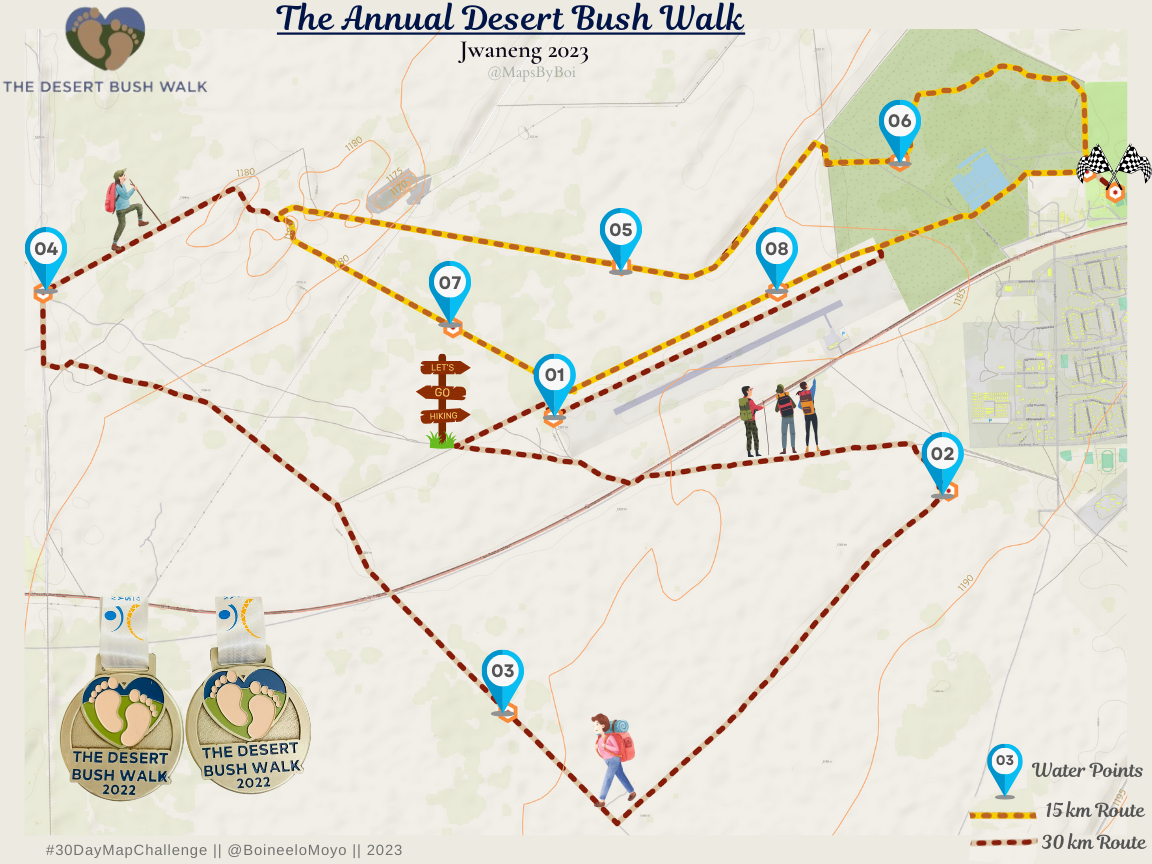 The Annual Desert Bush Walk
Jwaneng 2023
@MapsByBoi
THE DESERT BUSH WALK
06
1180
1180
1175
1170
04
05
08
07
1185
01
LET'S
GO
HIKING
02
1190
03
THE DESERT
BUSH WALK
2022
THE DESERT
BUSH WALK
2022
03
Water Points
15 km Route
1195
30 km Route
#30DayMapChallenge || @BoineeloMoyo || 2023